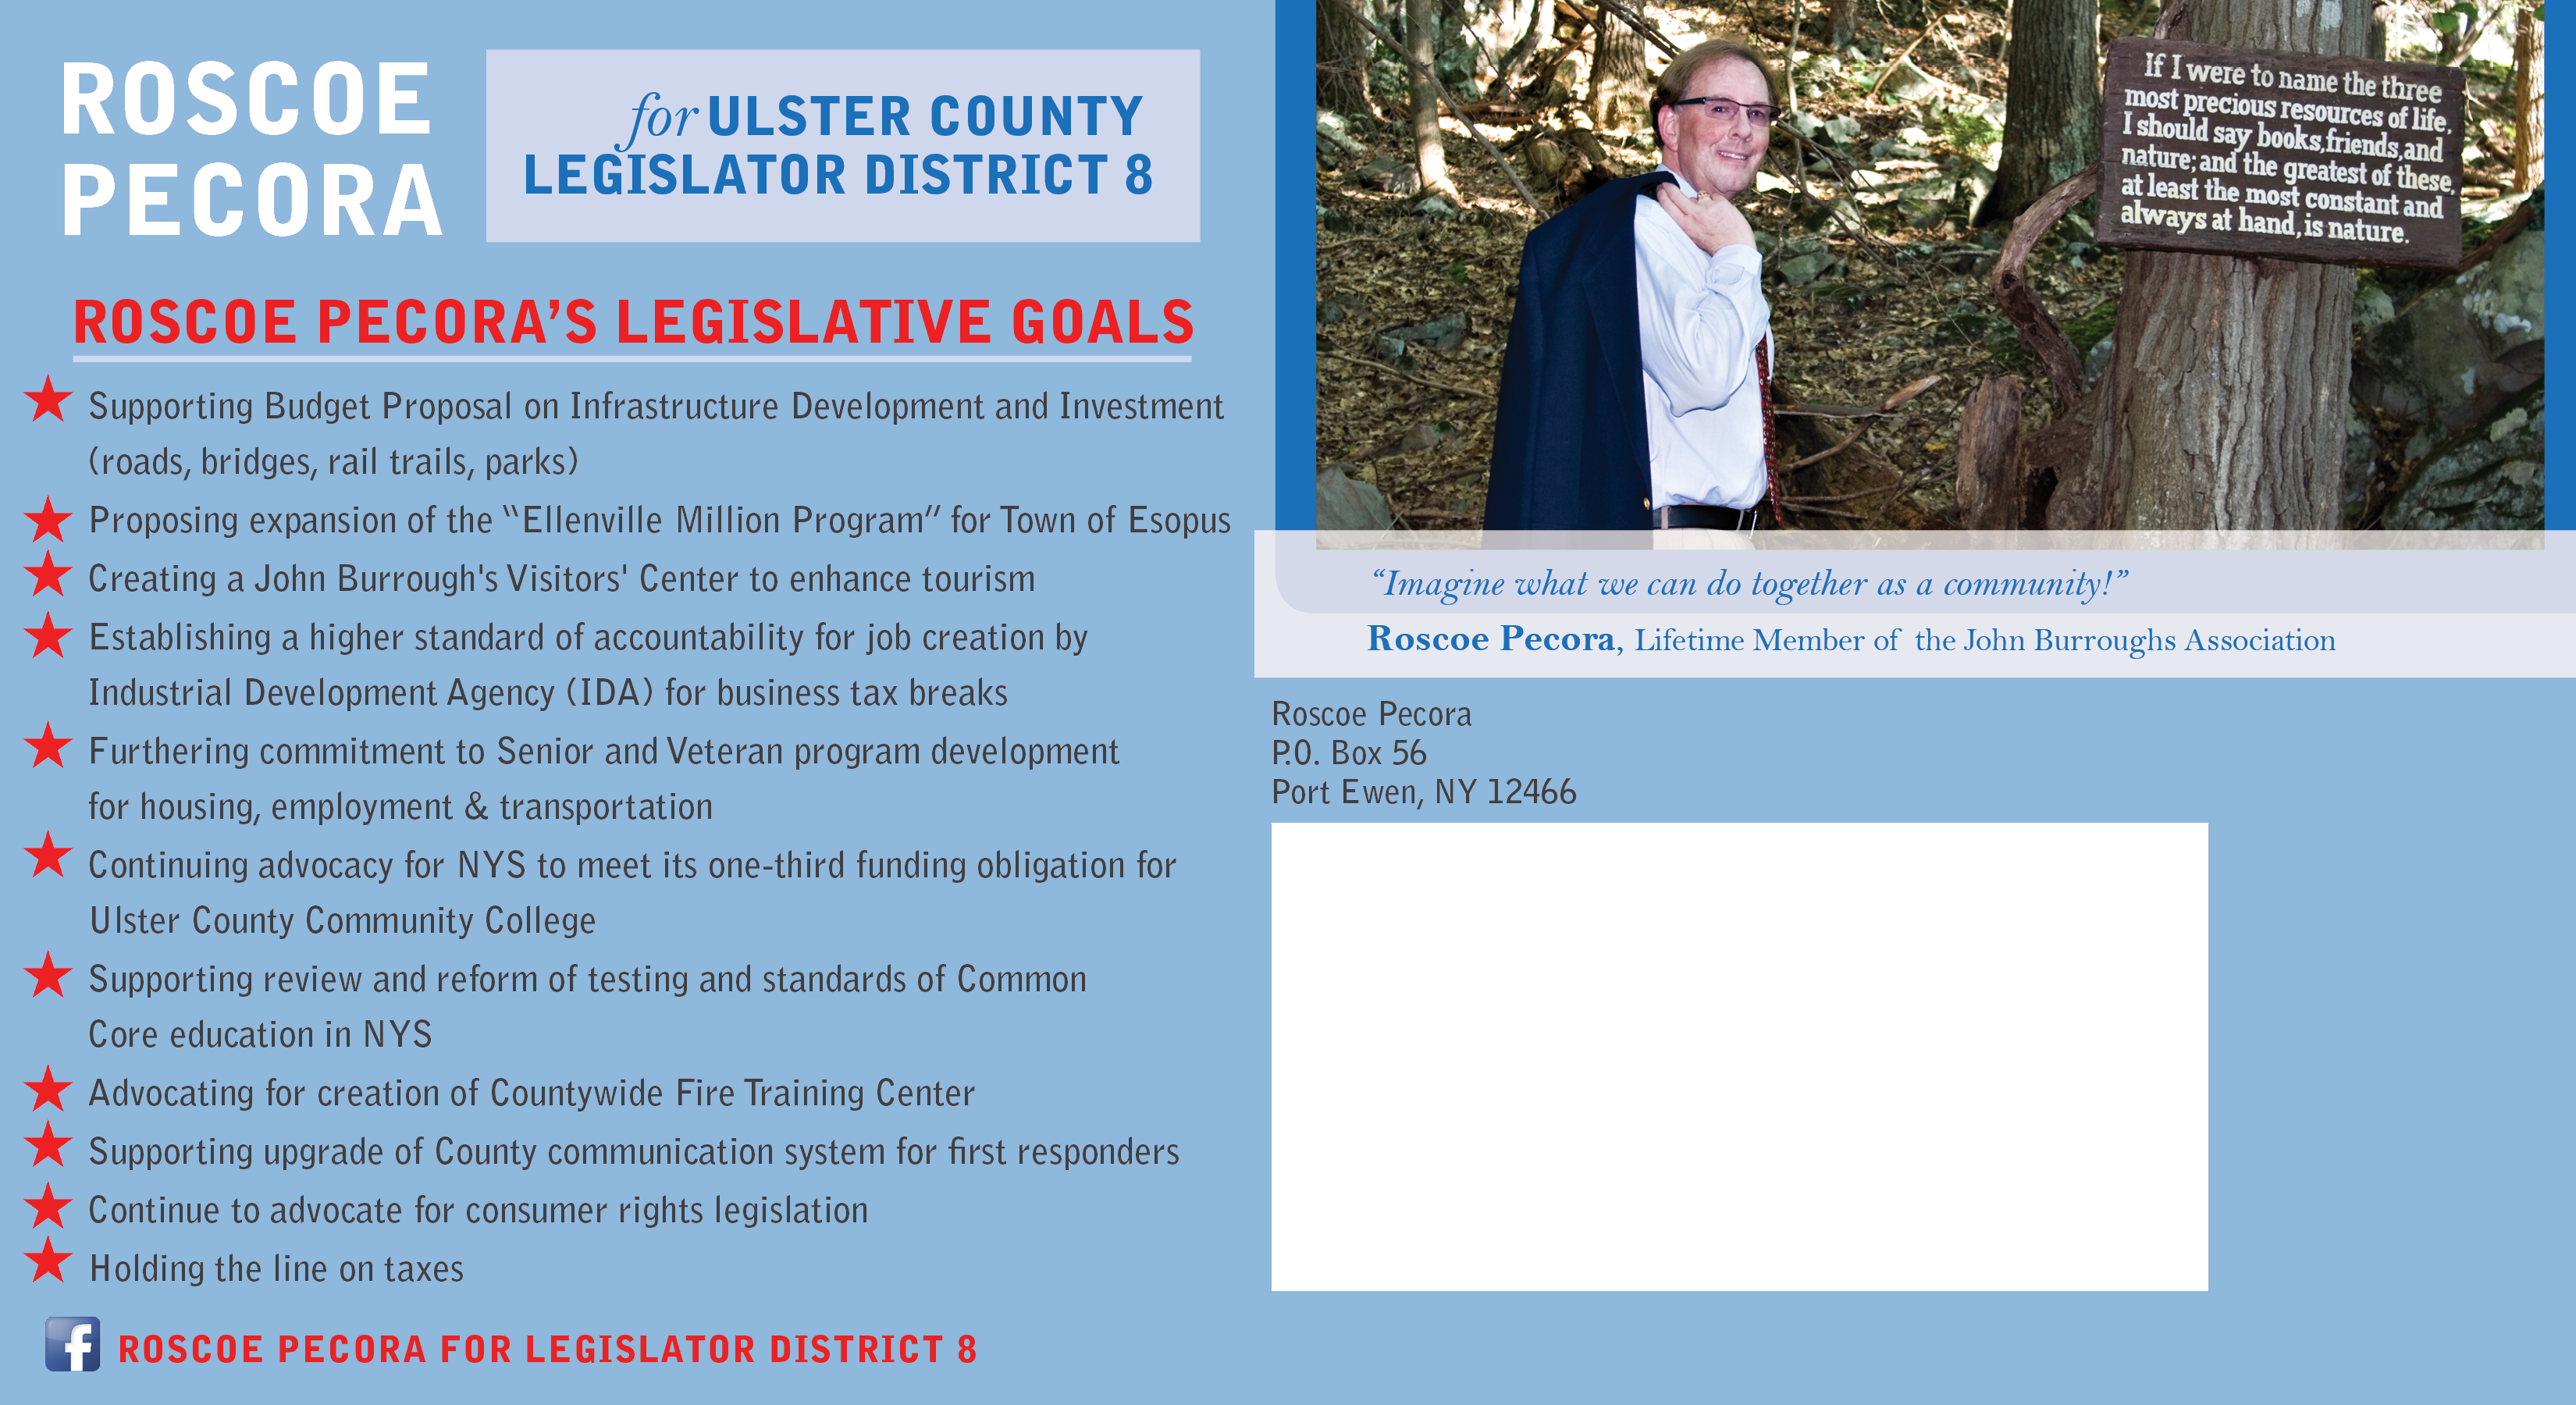 ROSCOE
PECORA
for ULSTER COUNTY
LEGISLATOR DISTRICT 8
ROSCOE PECORA’S LEGISLATIVE GOALS
Supporting Budget Proposal on Infrastructure Development and Investment
(roads, bridges, rail trails, parks)
Proposing expansion of the “Ellenville Million Program” for Town of Esopus
Creating a John Burrough's Visitors' Center to enhance tourism
Establishing a higher standard of accountability for job creation by
Industrial Development Agency (IDA) for business tax breaks
Furthering commitment to Senior and Veteran program development
for housing, employment & transportation
Continuing advocacy for NYS to meet its one-third funding obligation for
Ulster County Community College
Supporting review and reform of testing and standards of Common
Core education in NYS
Advocating for creation of Countywide Fire Training Center
Supporting upgrade of County communication system for first responders
Continue to advocate for consumer rights legislation
Holding the line on taxes
f ROSCOE PECORA FOR LEGISLATOR DISTRICT 8
If I were to name the three
most precious resources of life,
I should say books, friends, and
nature; and the greatest of these,
at least the most constant and
always at hand, is nature.
“Imagine what we can do together as a community!”
Roscoe Pecora, Lifetime Member of the John Burroughs Association
Roscoe Pecora
P.O. Box 56
Port Ewen, NY 12466